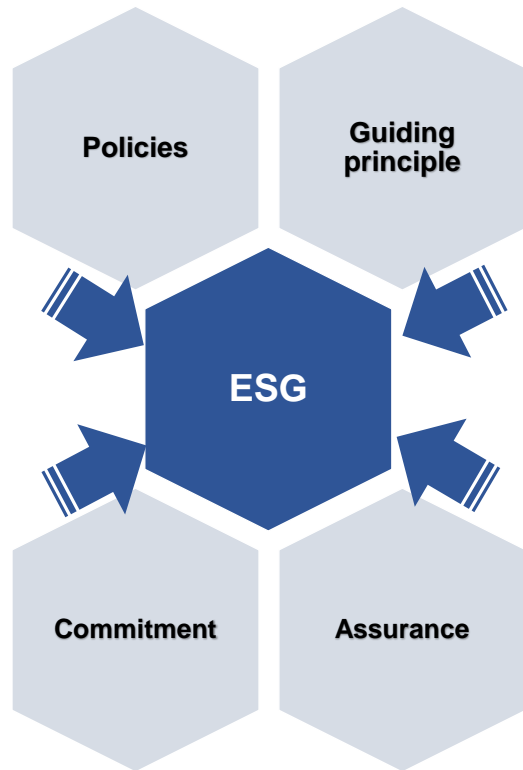 Policies
Guiding
principle
ESG
Commitment
Assurance